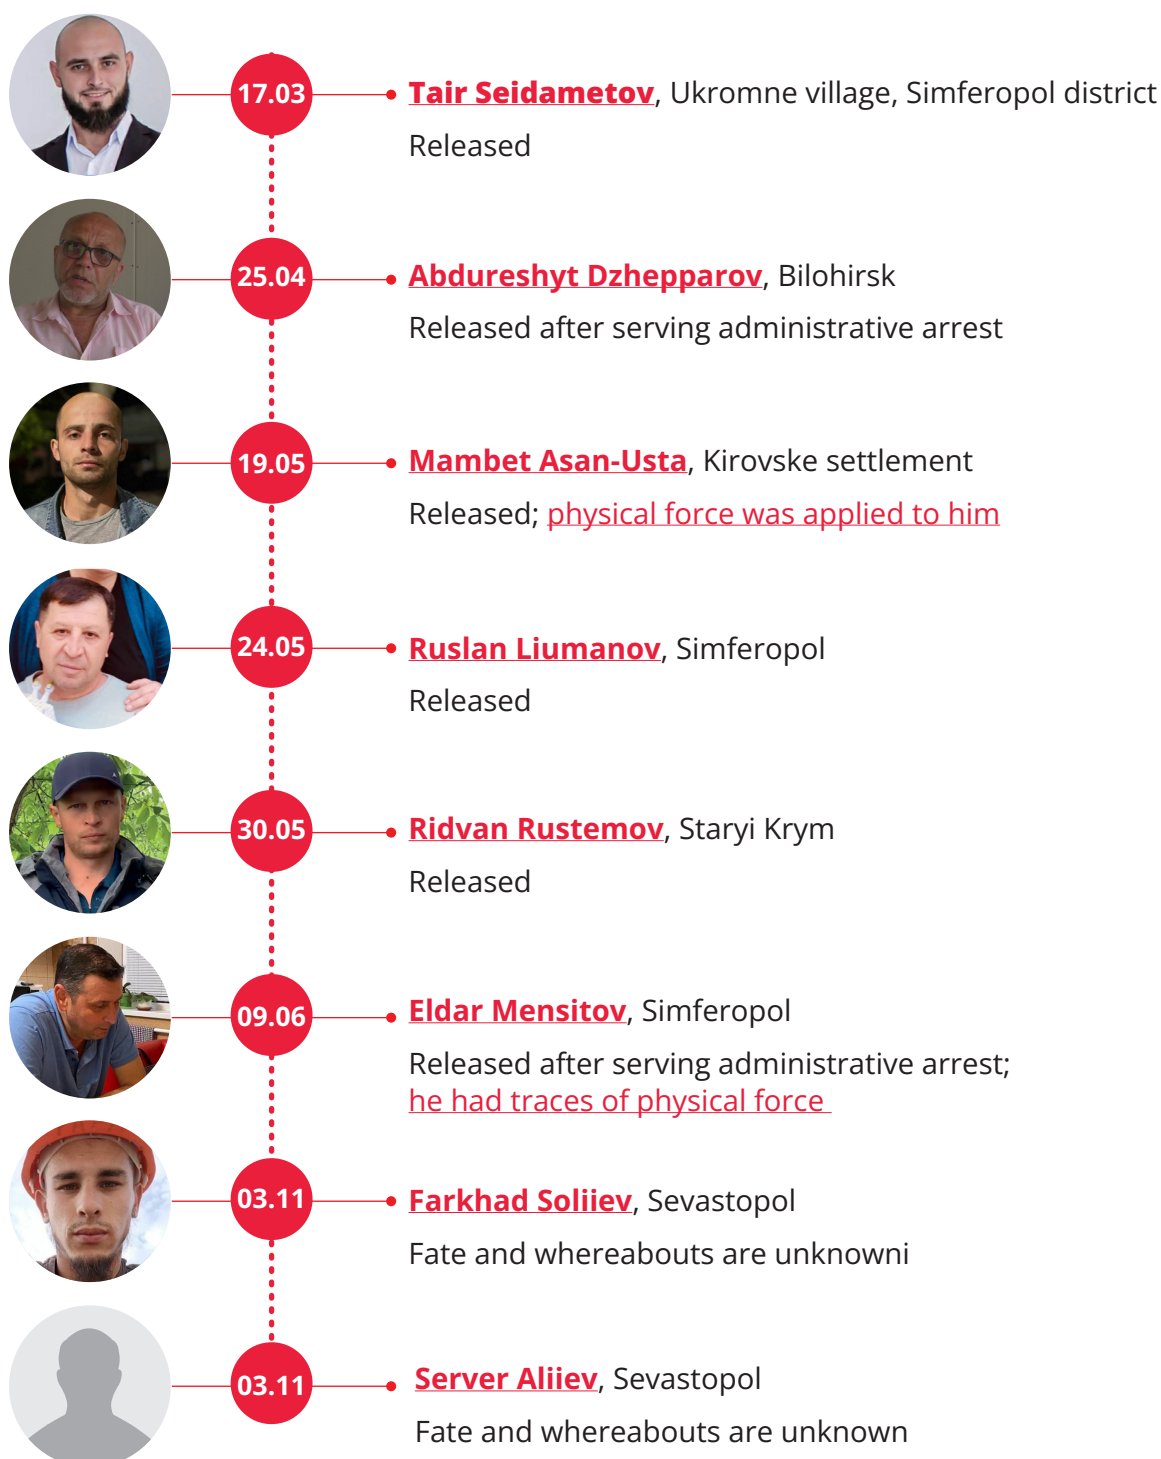 17.03
Tair Seidametov, Ukromne village, Simferopol district
Released
25.04
Abdureshyt Dzhepparov, Bilohirsk
Released after serving administrative arrest
19.05
Mambet Asan-Usta, Kirovske settlement
Released; physical force was applied to him
24.05
Ruslan Liumanov, Simferopol
Released
30.05
Ridvan Rustemov, Staryi Krym
Released
09.06
Eldar Mensitov, Simferopol
Released after serving administrative arrest;
he had traces of physical force
03.11
Farkhad Soliiev, Sevastopol
Fate and whereabouts are unknowni
03.11
Server Aliiev, Sevastopol
Fate and whereabouts are unknown